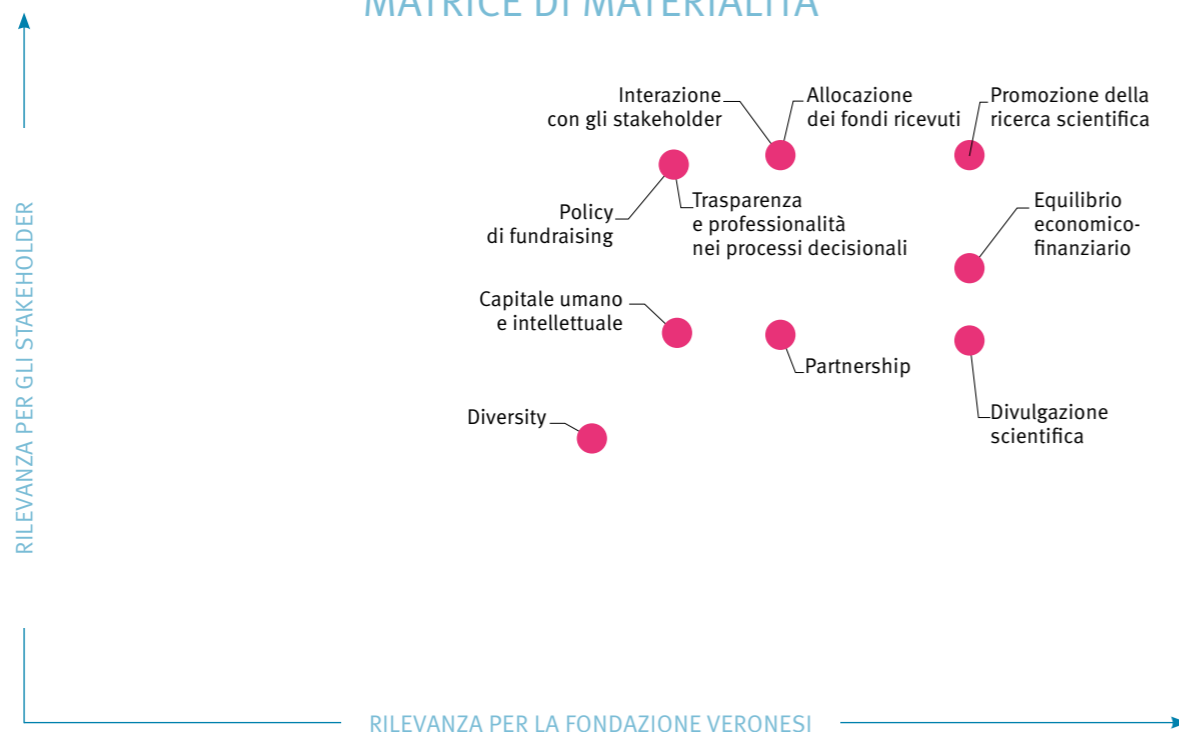 MATRICE DI MATERIALITÀ
Interazione
con gli stakeholder
Allocazione
dei fondi ricevuti
Promozione della
ricerca scientifica
Policy
di fundraising
Trasparenza
e professionalità
nei processi decisionali
Equilibrio
economico-
finanziario
Capitale umano
e intellettuale
Partnership
Diversity
Divulgazione
scientifica
RILEVANZA PER GLI STAKEHOLDER
RILEVANZA PER LA FONDAZIONE VERONESI